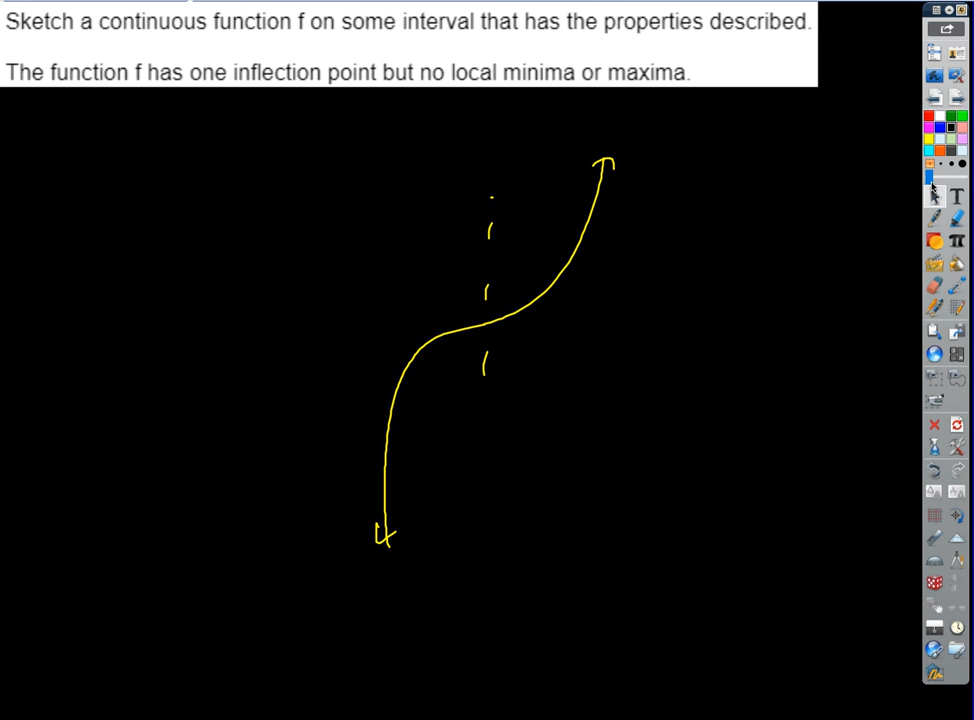 Sketch a continuous function f on some interval that has the properties described.
The function f has one inflection point but no local minima or maxima.
T
π